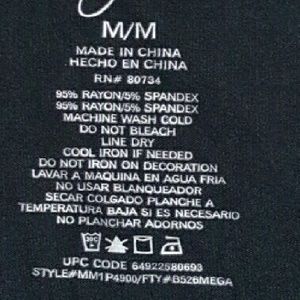 M/M
MADE IN CHINA
HECHO EN CHINA
RN# 80734
95% RAYON/5% SPANDEX
95% RAYON/5% SPANDEX
MACHINE WASH COLD
DO NOT BLEACH
LINE DRY
COOL IRON IF NEEDED
DO NOT IRON ON DECORATION
LAVAR A MAQUINA EN AGUA FRIA
NO USAR BLANQUEADOR
SECAR COLGADO PLANCHE A
TEMPERATURA BAJA SI ES NECESARIO
NO PLANCHAR ADORNOS
UPC CODE 64922580693
STYLE#MM1P4900/FTY#B526MEGA